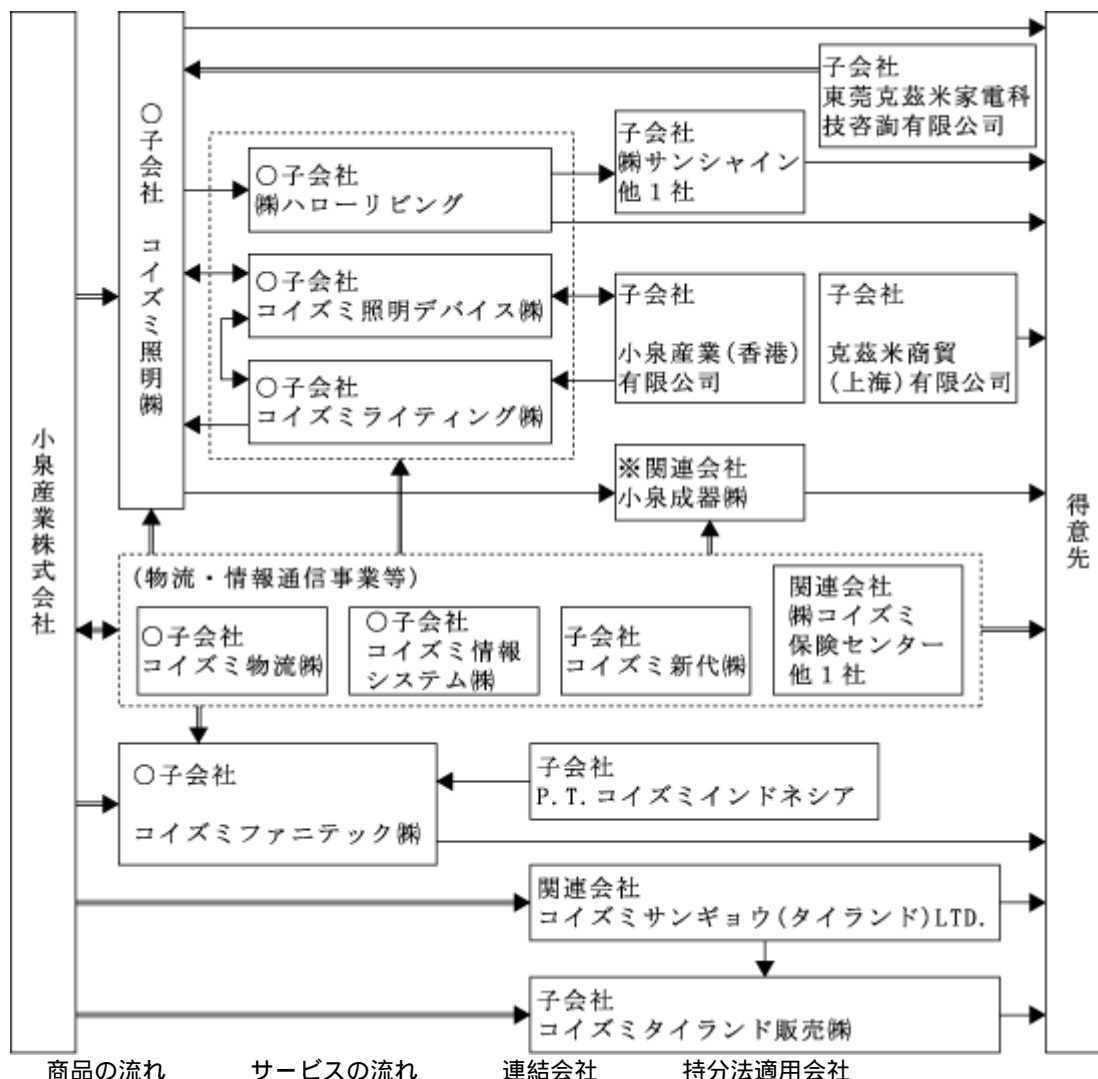 小泉産業株式会社
〇子会社 コイズミ照明㈱
子会社
東莞克茲米家電科
技咨詢有限公司
〇子会社
㈱ハローリビング
子会社
㈱サンシャイン
他1社
〇子会社
コイズミ照明デバイス㈱
子会社
小泉産業(香港)
有限公司
子会社
克茲米商貿
(上海)有限公司
〇子会社
コイズミライティング㈱
※関連会社
小泉成器㈱
得意先
(物流・情報通信事業等)
〇子会社
コイズミ物流㈱
〇子会社
コイズミ情報
システム㈱
子会社
コイズミ新代㈱
関連会社
㈱コイズミ
保険センター
他1社
〇子会社
コイズミファニテック㈱
子会社
P.T.コイズミインドネシア
関連会社
コイズミサンギョウ(タイランド)LTD.
子会社
コイズミタイランド販売㈱
商品の流れ サービスの流れ 連結会社 持分法適用会社